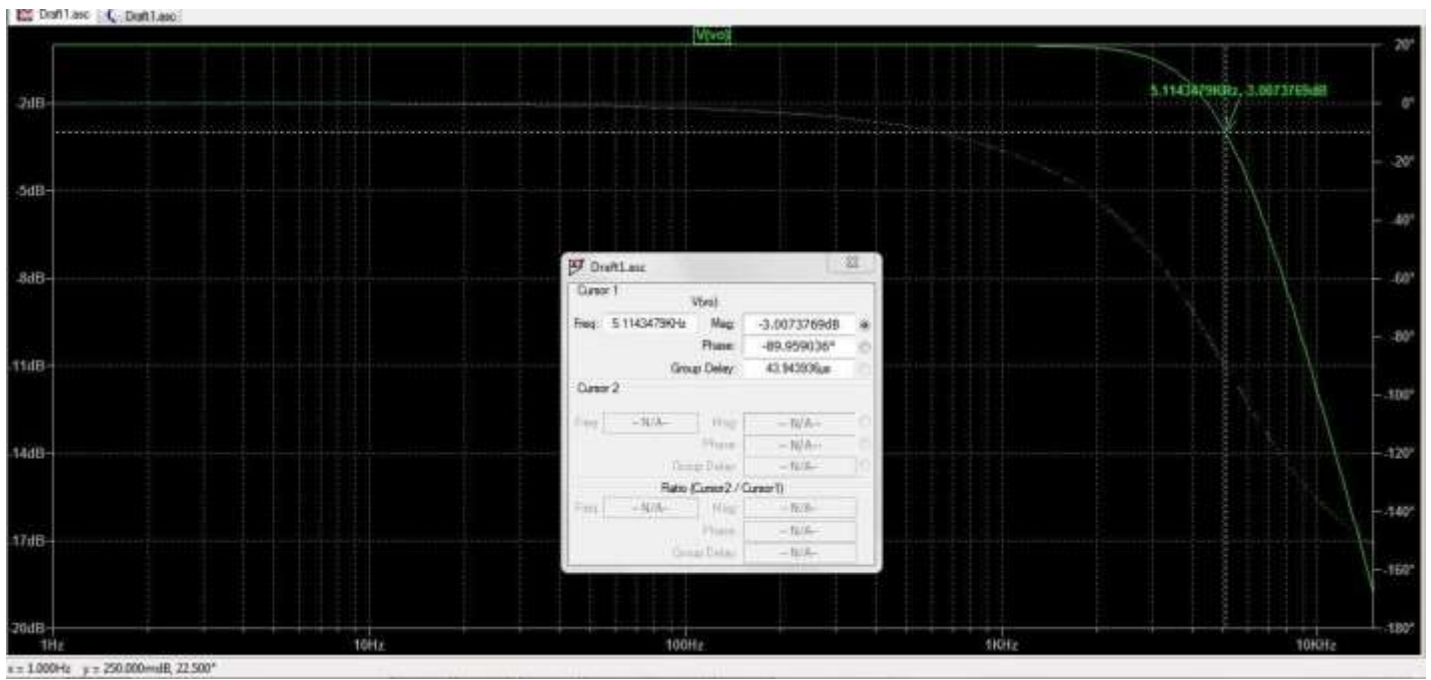 Draft1.asc Draft1.asc
V(vo)
20°
5.1143479KHz, -3.0073769dB
-2dB 0°
-20°
-5dB
-40°
Draft1.asc
-8dB -60°
Cursor 1
V(vo)
Freq: 5.1143479KHz Mag: -3.0073769dB
Phase: -89.959036° -80°
-11dB Group Delay: 43.943936µs
Cursor 2
-100°
Freq: -- N/A-- Mag: -- N/A--
Phase: -- N/A--
-14dB -120°
Group Delay: -- N/A--
Ratio (Cursor2 / Cursor1)
Freq: -- N/A-- Mag: -- N/A-- -140°
Phase: -- N/A--
-17dB
Group Delay: -- N/A--
-160°
-20dB -180°
1Hz 10Hz 100Hz 1KHz 10KHz
x = 1.000Hz y = 250.000mdB, 22.500°